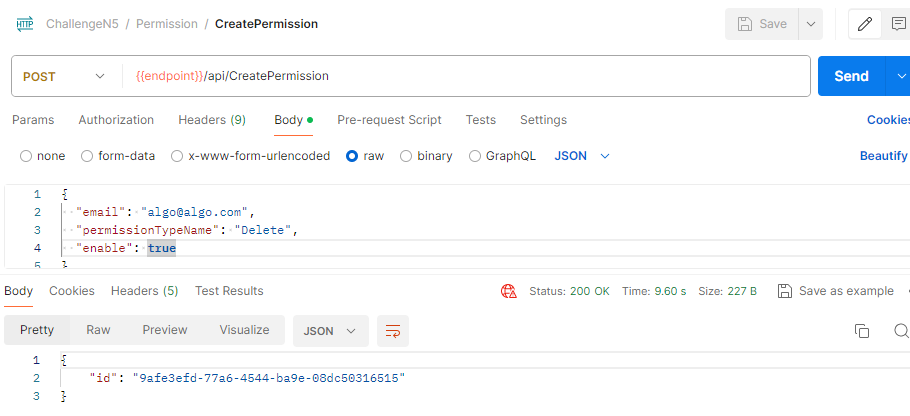 HTTP ChallengeN5 / Permission / CreatePermission Save
POST {{endpoint}}/api/CreatePermission Send
Params Authorization Headers (9) Body Pre-request Script Tests Settings Cookies
none form-data x-www-form-urlencoded raw binary GraphQL JSON Beautify
1 {
2 "email": "algo@algo.com",
3 "permissionTypeName": "Delete",
4 "enable": true
5 }
Body Cookies Headers (5) Test Results Status: 200 OK Time: 9.60 s Size: 227 B Save as example
Pretty Raw Preview Visualize JSON
1 {
2 "id": "9afe3efd-77a6-4544-ba9e-08dc50316515"
3 }